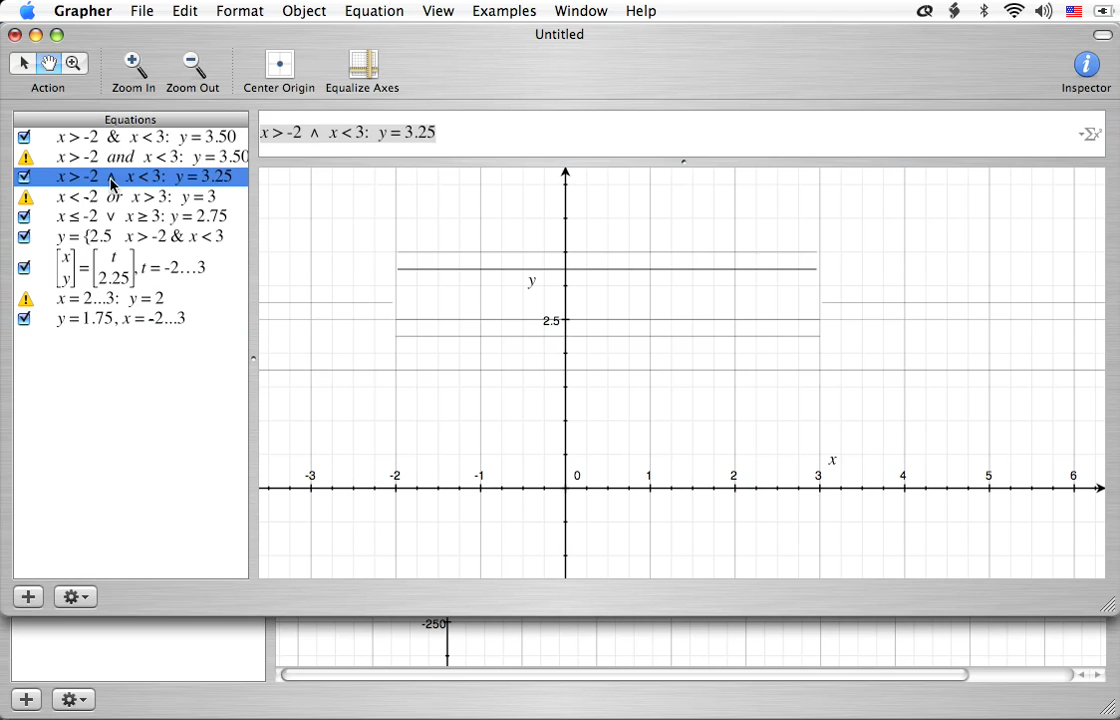 Grapher File Edit Format Object Equation View Examples Window Help
Untitled
Action Zoom In Zoom Out Center Origin Equalize Axes Inspector
Equations
x > -2 & x < 3: y = 3.50
x > -2 and x < 3: y = 3.50
x > -2 ∧ x < 3: y = 3.25
x < -2 or x > 3: y = 3
x ≤ -2 ∨ x ≥ 3: y = 2.75
y = {2.5 x > -2 & x < 3
[x y] = [t 2.25], t = -2...3
x = 2...3: y = 2
y = 1.75, x = -2...3
x > -2 ∧ x < 3: y = 3.25
Σx²
y
2.5
x
-3 -2 -1 0 1 2 3 4 5 6
-250